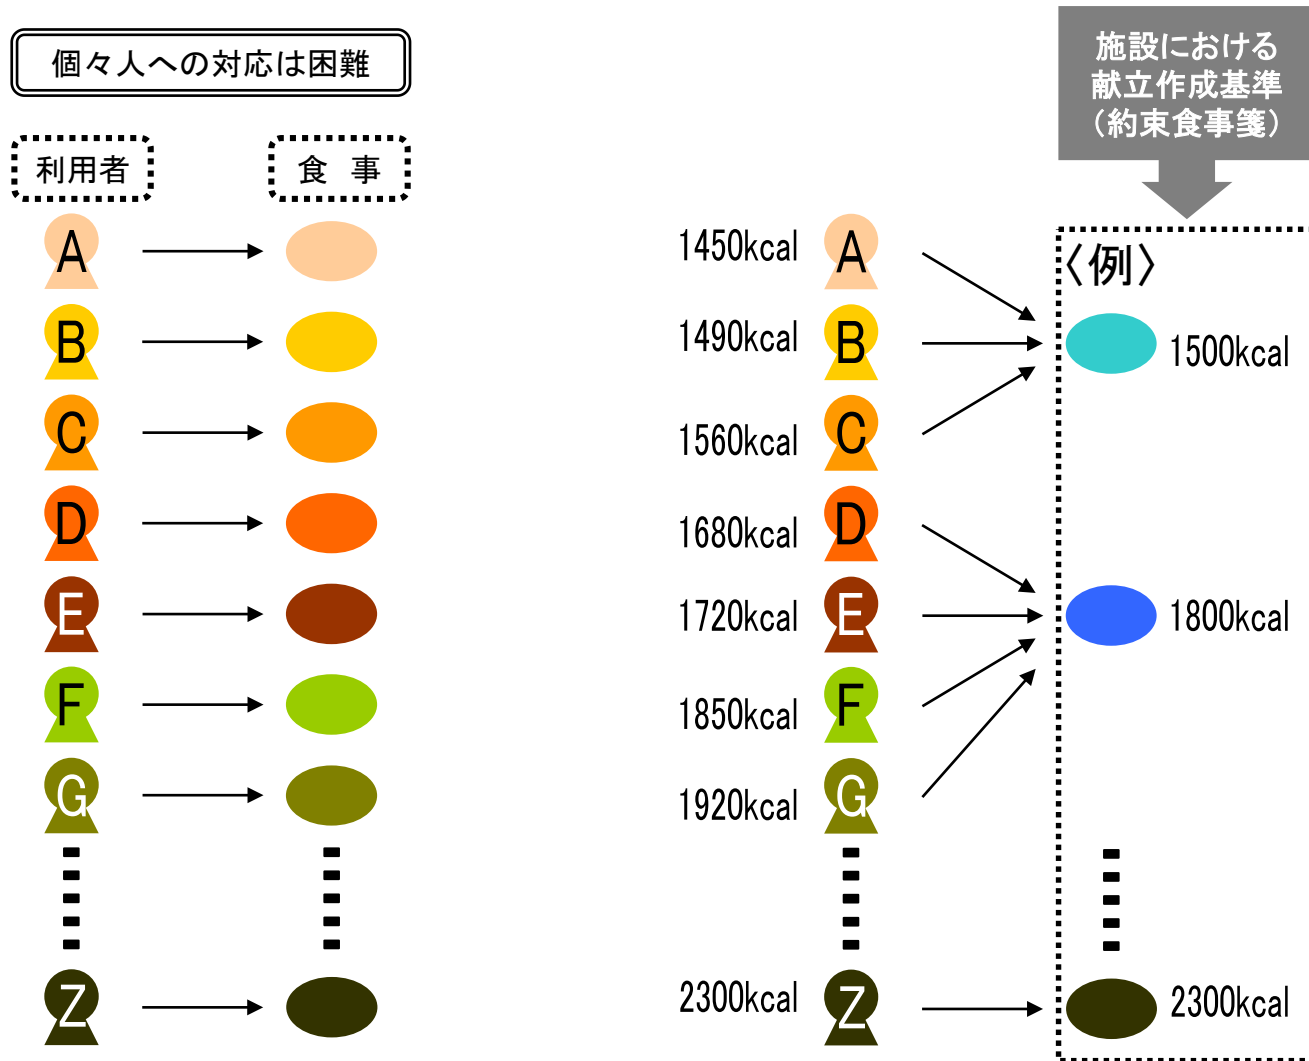 個々人への対応は困難
利用者
食 事
A
B
C
D
E
F
G
Z
施設における
献立作成基準
（約束食事箋）
〈例〉
1450kcal A
1490kcal B
1500kcal
1560kcal C
1680kcal D
1720kcal E
1800kcal
1850kcal F
1920kcal G
2300kcal Z
2300kcal